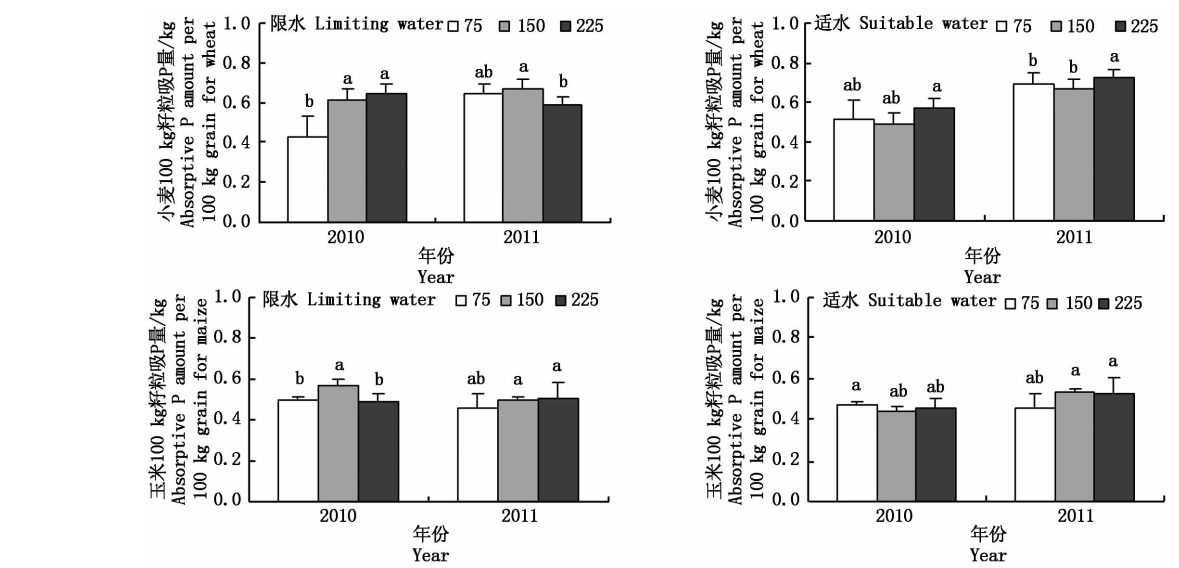 小麦100 kg籽粒吸P量/kg
Absorptive P amount per
100 kg grain for wheat
限水 Limiting water 75 150 225
1.0
0.8
0.6
0.4
0.2
0.0
b a a ab a b
2010 2011
年份
Year
小麦100 kg籽粒吸P量/kg
Absorptive P amount per
100 kg grain for wheat
适水 Suitable water 75 150 225
1.0
0.8
0.6
0.4
0.2
0.0
ab ab a b b a
2010 2011
年份
Year
玉米100 kg籽粒吸P量/kg
Absorptive P amount per
100 kg grain for maize
限水 Limiting water 75 150 225
1.0
0.8
0.6
0.4
0.2
0.0
b a b ab a a
2010 2011
年份
Year
玉米100 kg籽粒吸P量/kg
Absorptive P amount per
100 kg grain for maize
适水 Suitable water 75 150 225
1.0
0.8
0.6
0.4
0.2
0.0
a ab ab ab a a
2010 2011
年份
Year